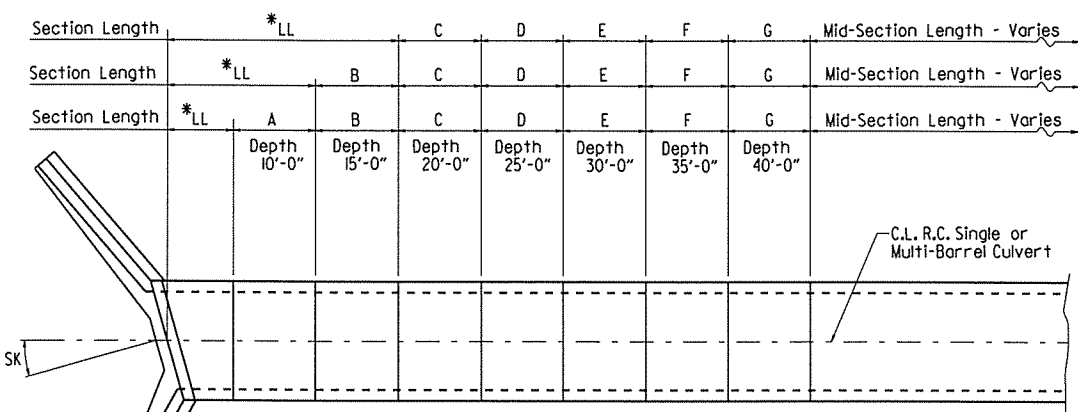 Section Length *LL C D E F G Mid-Section Length - Varies
Section Length *LL B C D E F G Mid-Section Length - Varies
Section Length *LL A B C D E F G Mid-Section Length - Varies
Depth Depth Depth Depth Depth Depth Depth
10'-0" 15'-0" 20'-0" 25'-0" 30'-0" 35'-0" 40'-0"
C.L. R.C. Single or
Multi-Barrel Culvert
SK